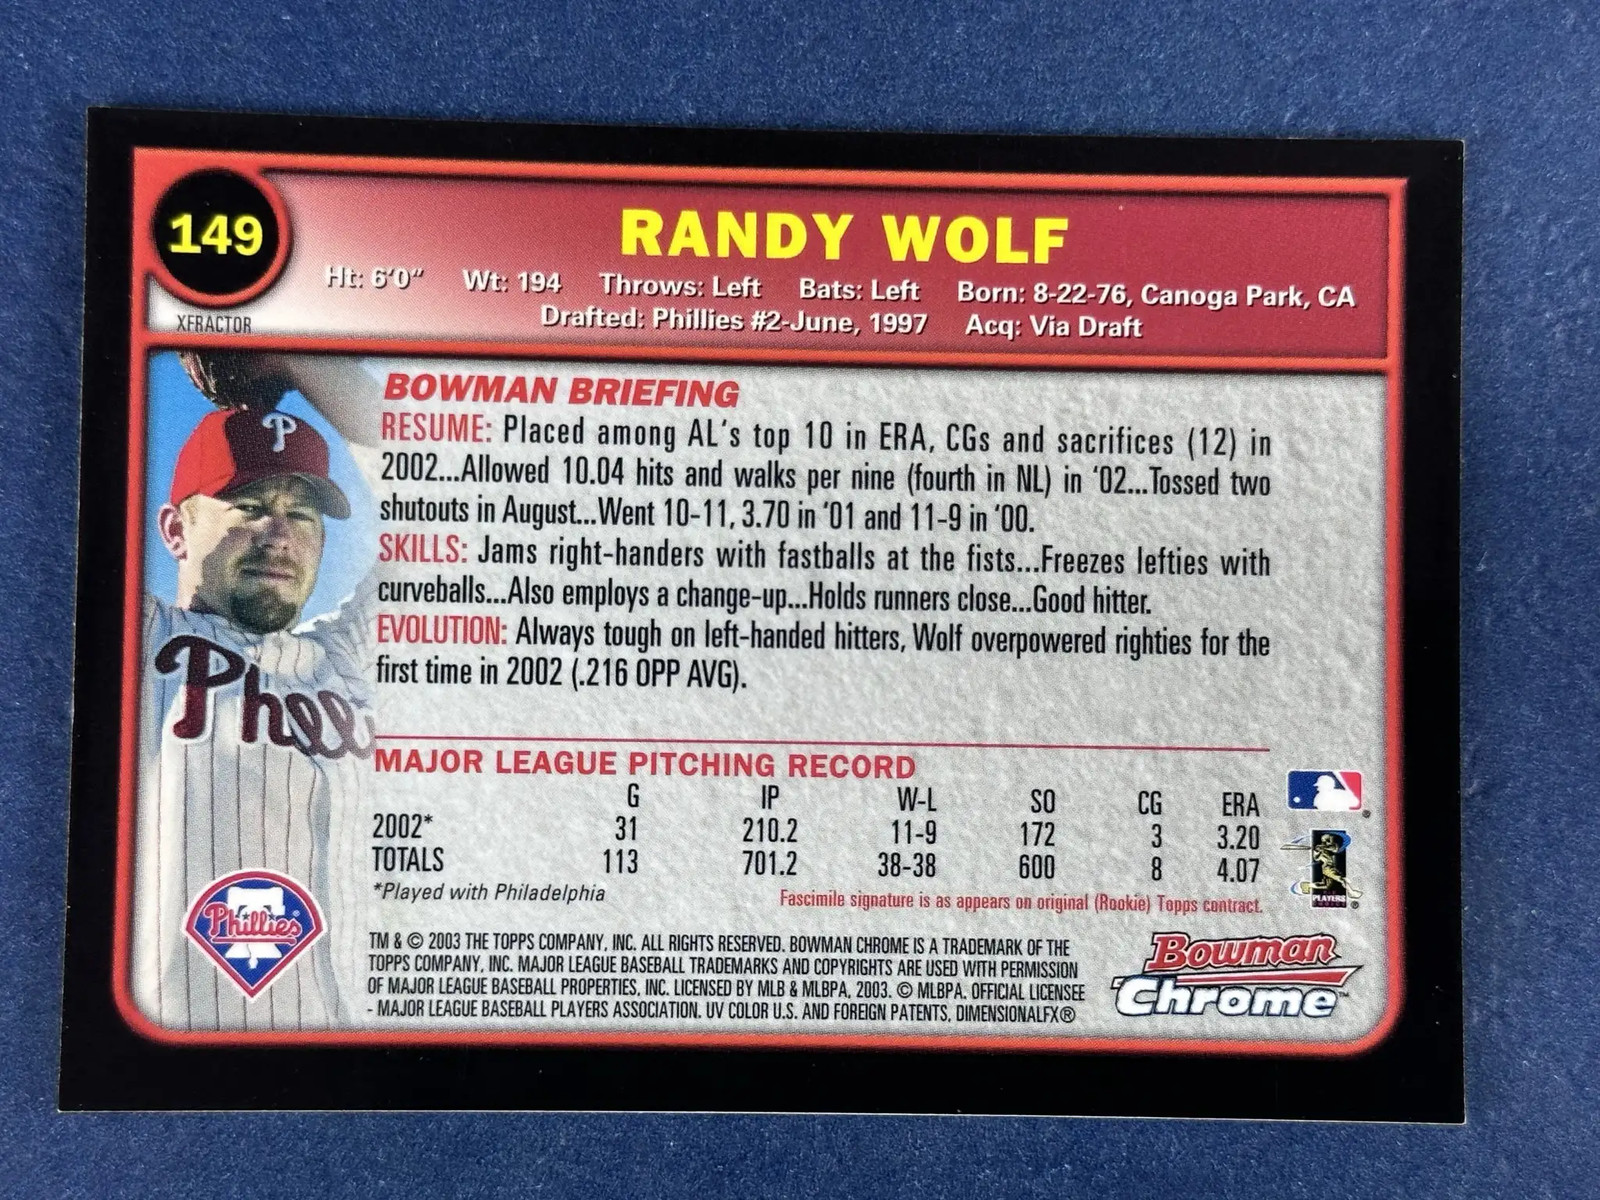 149
RANDY WOLF
Ht: 6'0" Wt: 194 Throws: Left Bats: Left Born: 8-22-76, Canoga Park, CA
Drafted: Phillies #2-June, 1997 Acq: Via Draft
XFRACTOR
BOWMAN BRIEFING
RESUME: Placed among AL's top 10 in ERA, CGs and sacrifices (12) in
2002...Allowed 10.04 hits and walks per nine (fourth in NL) in '02...Tossed two
shutouts in August...Went 10-11, 3.70 in '01 and 11-9 in '00.
SKILLS: Jams right-handers with fastballs at the fists...Freezes lefties with
curveballs...Also employs a change-up...Holds runners close...Good hitter.
EVOLUTION: Always tough on left-handed hitters, Wolf overpowered righties for the
first time in 2002 (.216 OPP AVG).
P
Philli
MAJOR LEAGUE PITCHING RECORD
G IP W-L SO CG ERA
2002* 31 210.2 11-9 172 3 3.20
TOTALS 113 701.2 38-38 600 8 4.07
*Played with Philadelphia
Fascimile signature is as appears on original (Rookie) Topps contract.
PLAYERS
Phillies®
TM & © 2003 THE TOPPS COMPANY, INC. ALL RIGHTS RESERVED. BOWMAN CHROME IS A TRADEMARK OF THE
TOPPS COMPANY, INC. MAJOR LEAGUE BASEBALL TRADEMARKS AND COPYRIGHTS ARE USED WITH PERMISSION
OF MAJOR LEAGUE BASEBALL PROPERTIES, INC. LICENSED BY MLB & MLBPA, 2003. © MLBPA. OFFICIAL LICENSEE
- MAJOR LEAGUE BASEBALL PLAYERS ASSOCIATION. UV COLOR U.S. AND FOREIGN PATENTS, DIMENSIONALFX®
Bowman
Chrome™